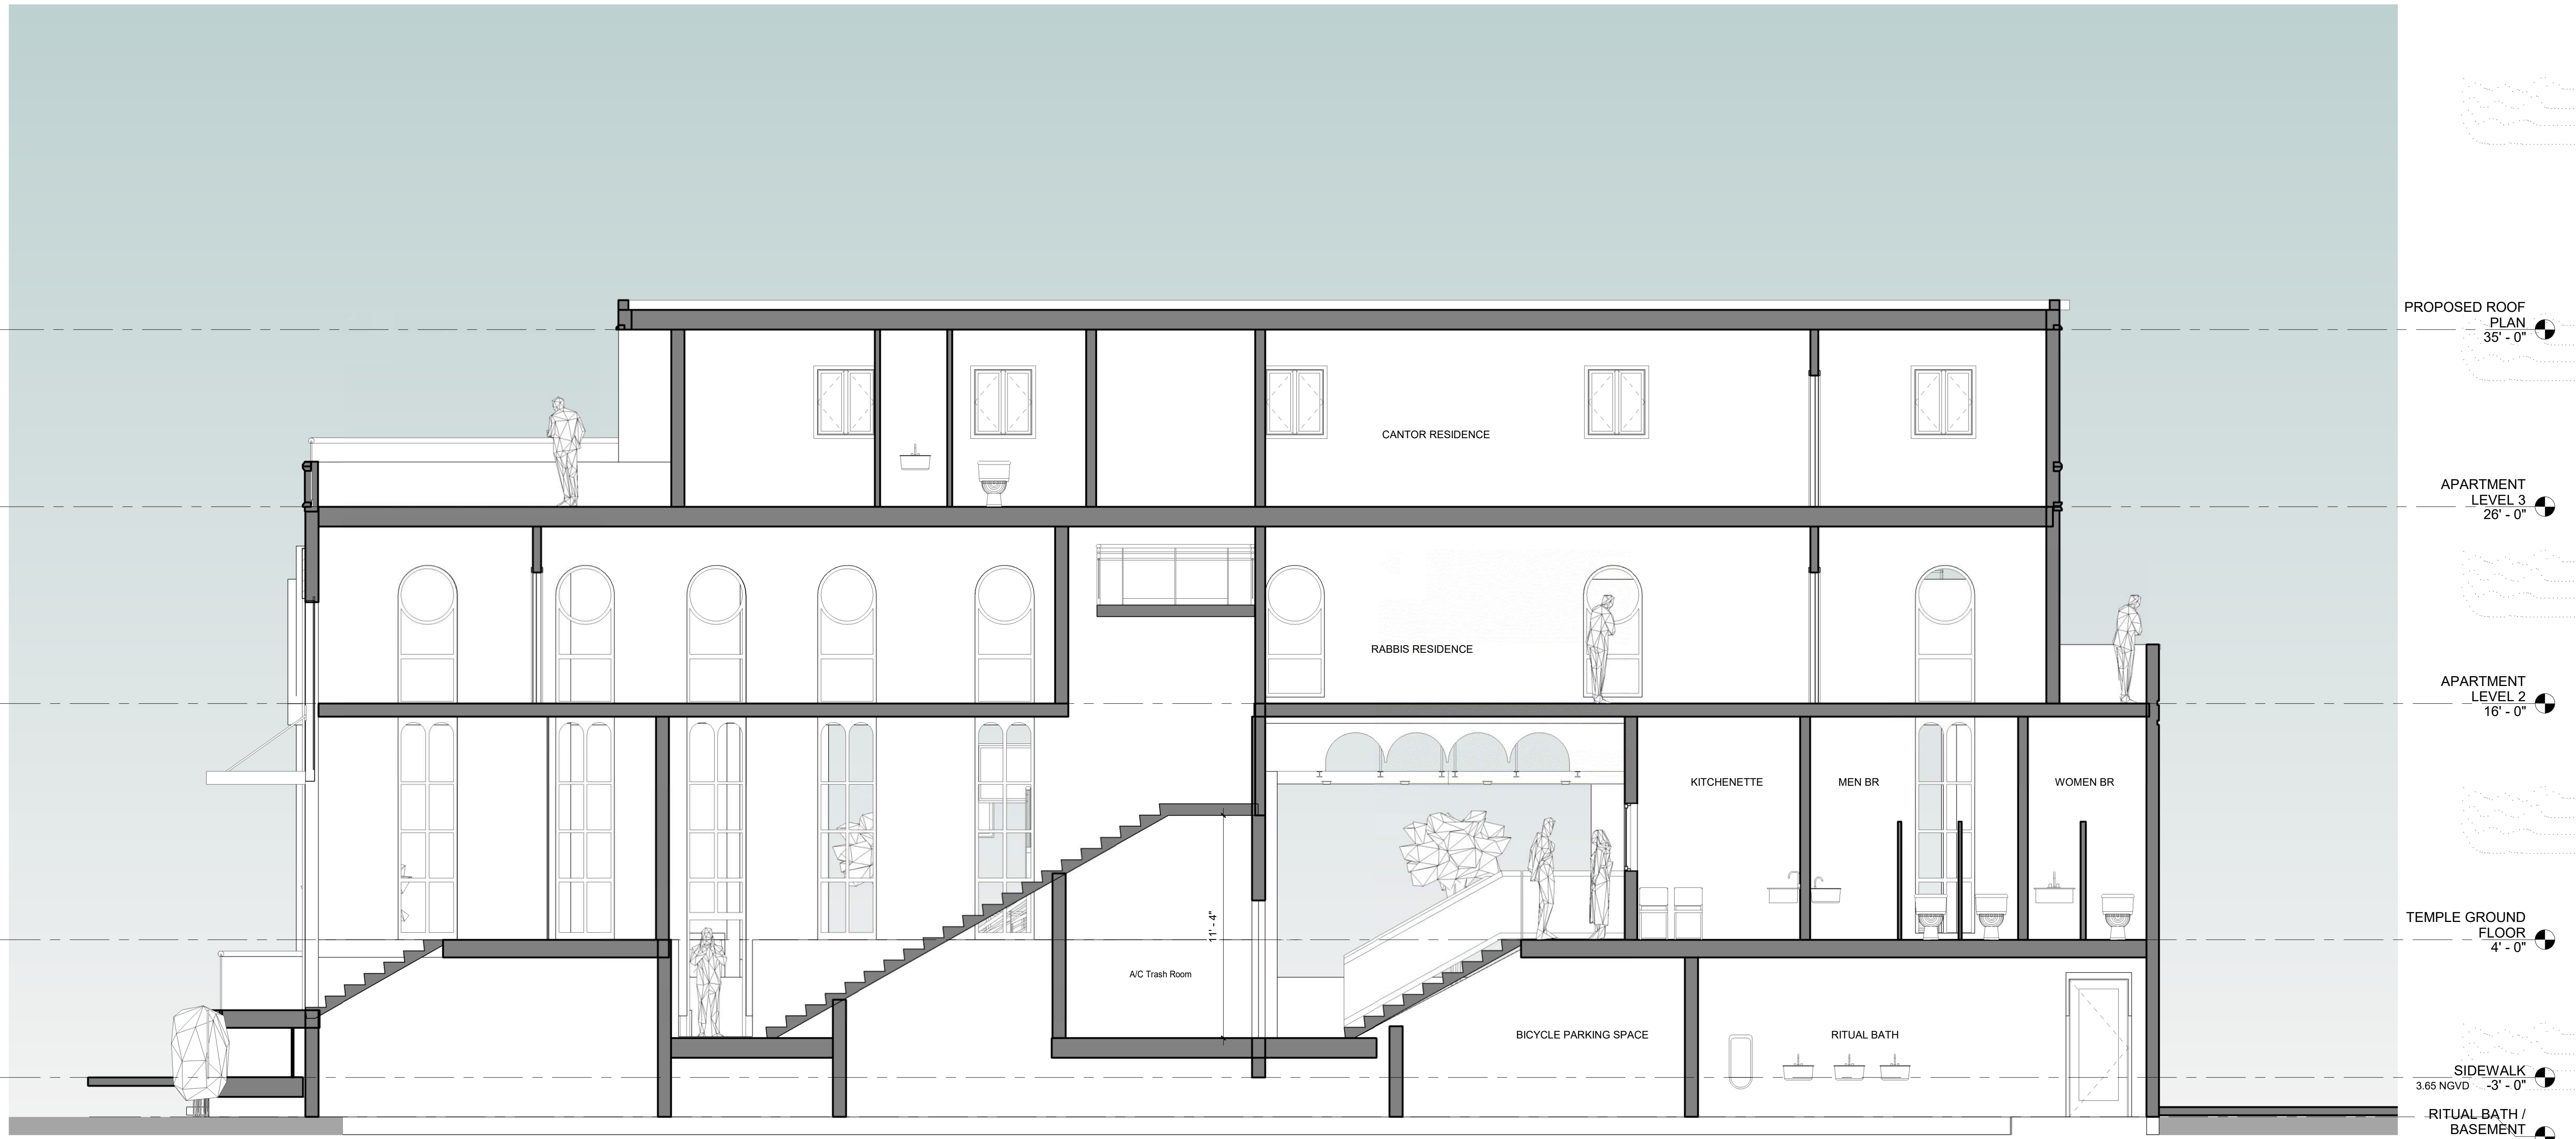 PROPOSED ROOF
PLAN
35' - 0"
CANTOR RESIDENCE
APARTMENT
LEVEL 3
26' - 0"
RABBIS RESIDENCE
APARTMENT
LEVEL 2
16' - 0"
KITCHENETTE
MEN BR
WOMEN BR
11' - 4"
TEMPLE GROUND
FLOOR
4' - 0"
A/C Trash Room
BICYCLE PARKING SPACE
RITUAL BATH
SIDEWALK
3.65 NGVD -3' - 0"
RITUAL BATH /
BASEMENT